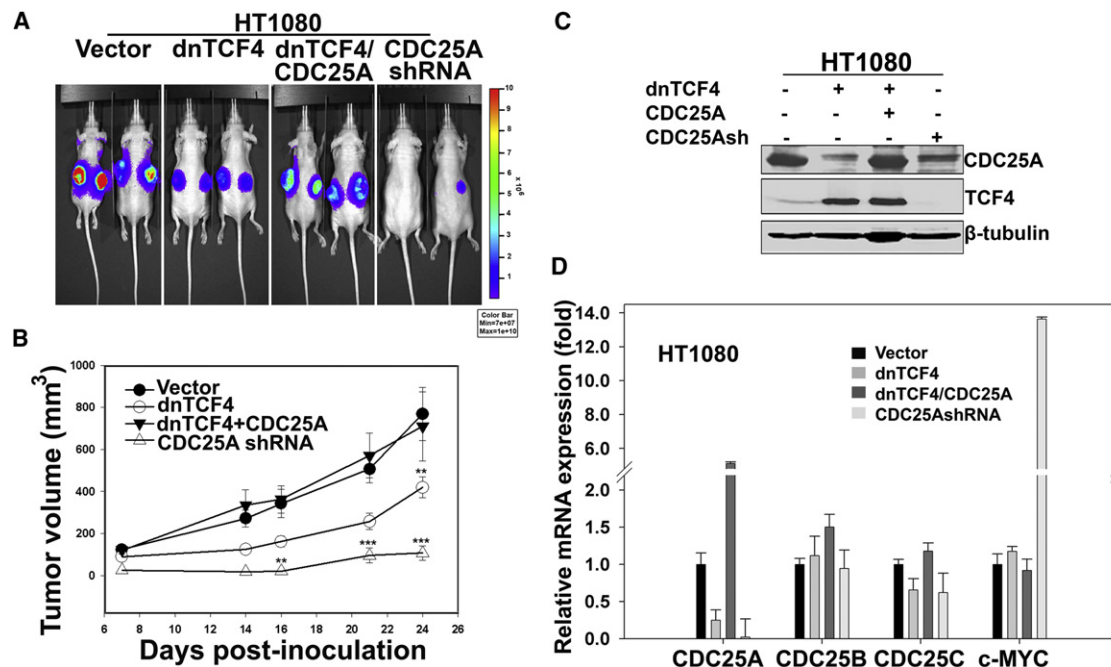 A
HT1080
Vector dnTCF4 dnTCF4/ CDC25A
CDC25A shRNA
10
9
8
7
6
5
4
3
2
1
x 10⁶
Color Bar
Min=7e+07
Max=1e+10
B
Tumor volume (mm³)
1000
800
600
400
200
0
Vector
dnTCF4
dnTCF4+CDC25A
CDC25A shRNA
**
***
***
**
6 8 10 12 14 16 18 20 22 24 26
Days post-inoculation
C
HT1080
dnTCF4 - + + -
CDC25A - - + -
CDC25Ash - - - +
CDC25A
TCF4
β-tubulin
D
Relative mRNA expression (fold)
14.0
12.0
10.0
8.0
6.0
2.0
1.5
1.0
0.5
0.0
HT1080
Vector
dnTCF4
dnTCF4/CDC25A
CDC25AshRNA
CDC25A CDC25B CDC25C c-MYC